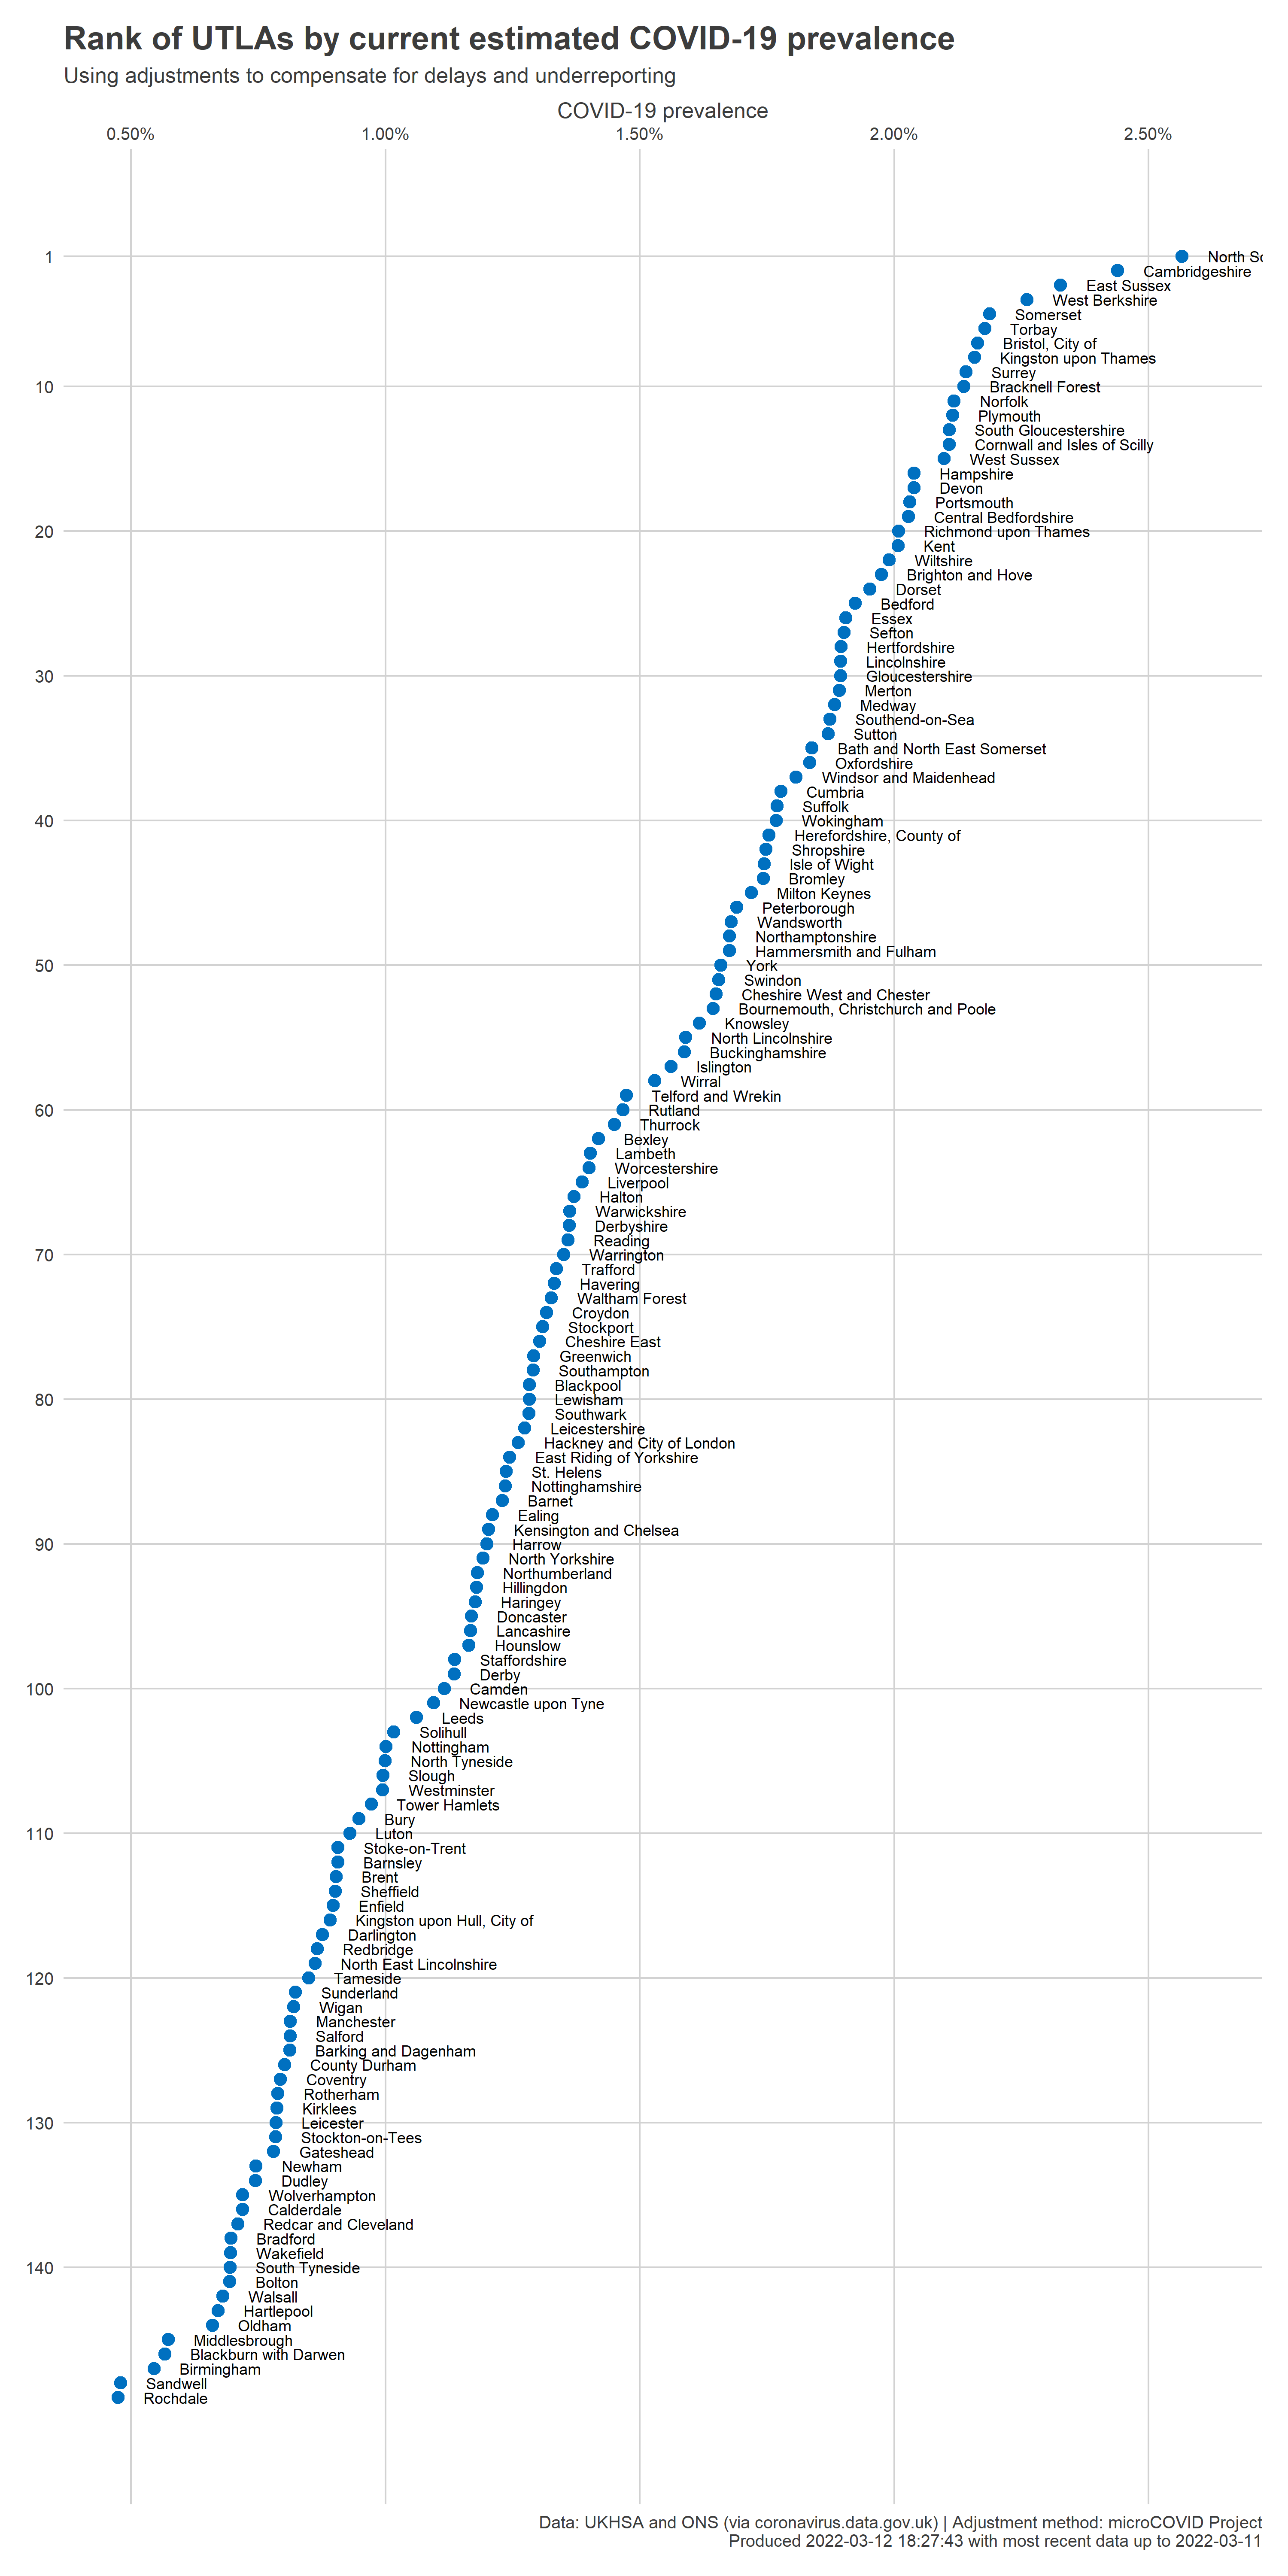 Rank of UTLAs by current estimated COVID-19 prevalence
Using adjustments to compensate for delays and underreporting
COVID-19 prevalence
0.50% 1.00% 1.50% 2.00% 2.50%
1 North So
Cambridgeshire
East Sussex
West Berkshire
Somerset
Torbay
Bristol, City of
Kingston upon Thames
Surrey
10 Bracknell Forest
Norfolk
Plymouth
South Gloucestershire
Cornwall and Isles of Scilly
West Sussex
Hampshire
Devon
Portsmouth
Central Bedfordshire
20 Richmond upon Thames
Kent
Wiltshire
Brighton and Hove
Dorset
Bedford
Essex
Sefton
Hertfordshire
Lincolnshire
30 Gloucestershire
Merton
Medway
Southend-on-Sea
Sutton
Bath and North East Somerset
Oxfordshire
Windsor and Maidenhead
Cumbria
Suffolk
40 Wokingham
Herefordshire, County of
Shropshire
Isle of Wight
Bromley
Milton Keynes
Peterborough
Wandsworth
Northamptonshire
Hammersmith and Fulham
50 York
Swindon
Cheshire West and Chester
Bournemouth, Christchurch and Poole
Knowsley
North Lincolnshire
Buckinghamshire
Islington
Wirral
Telford and Wrekin
60 Rutland
Thurrock
Bexley
Lambeth
Worcestershire
Liverpool
Halton
Warwickshire
Derbyshire
Reading
70 Warrington
Trafford
Havering
Waltham Forest
Croydon
Stockport
Cheshire East
Greenwich
Southampton
Blackpool
80 Lewisham
Southwark
Leicestershire
Hackney and City of London
East Riding of Yorkshire
St. Helens
Nottinghamshire
Barnet
Ealing
Kensington and Chelsea
90 Harrow
North Yorkshire
Northumberland
Hillingdon
Haringey
Doncaster
Lancashire
Hounslow
Staffordshire
Derby
100 Camden
Newcastle upon Tyne
Leeds
Solihull
Nottingham
North Tyneside
Slough
Westminster
Tower Hamlets
Bury
110 Luton
Stoke-on-Trent
Barnsley
Brent
Sheffield
Enfield
Kingston upon Hull, City of
Darlington
Redbridge
North East Lincolnshire
120 Tameside
Sunderland
Wigan
Manchester
Salford
Barking and Dagenham
County Durham
Coventry
Rotherham
Kirklees
130 Leicester
Stockton-on-Tees
Gateshead
Newham
Dudley
Wolverhampton
Calderdale
Redcar and Cleveland
Bradford
Wakefield
140 South Tyneside
Bolton
Walsall
Hartlepool
Oldham
Middlesbrough
Blackburn with Darwen
Birmingham
Sandwell
Rochdale
Data: UKHSA and ONS (via coronavirus.data.gov.uk) | Adjustment method: microCOVID Project
Produced 2022-03-12 18:27:43 with most recent data up to 2022-03-11